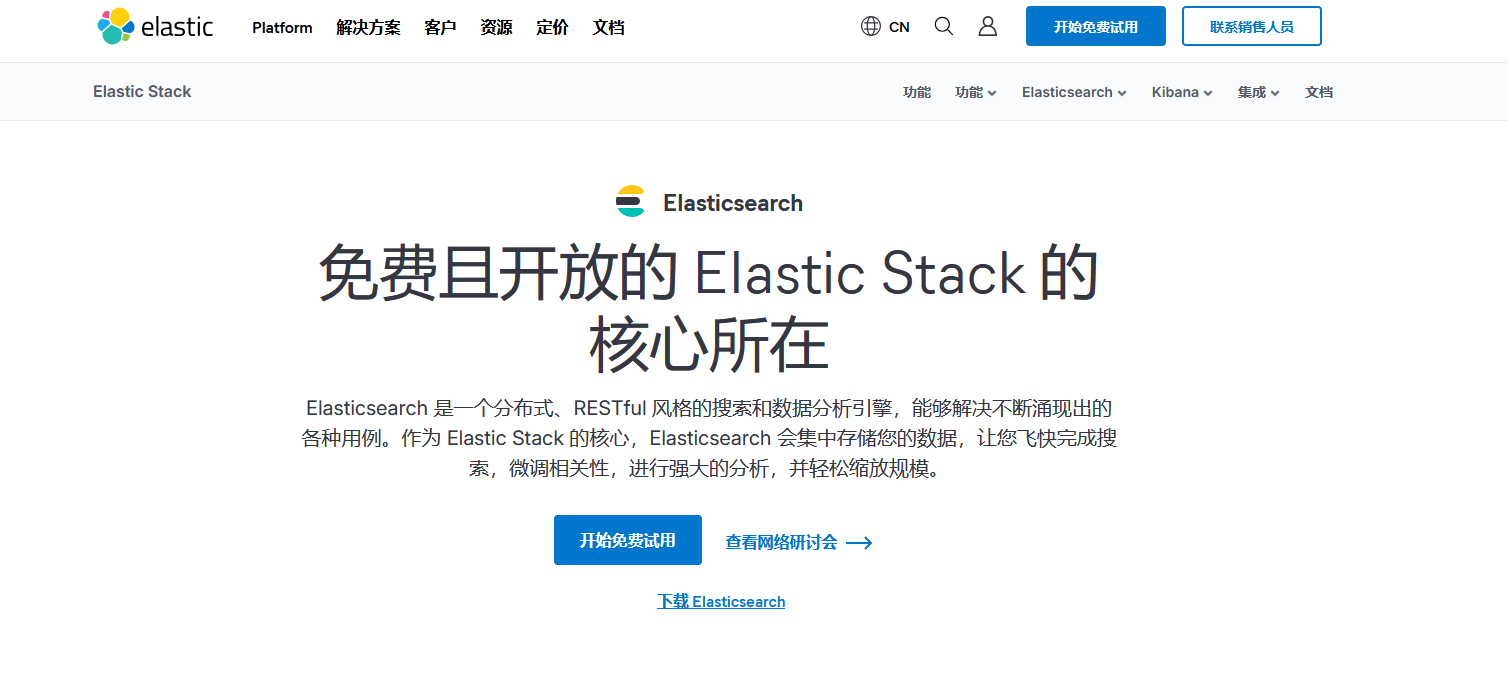 elastic Platform 解决方案 客户 资源 定价 文档 CN 开始免费试用 联系销售人员
Elastic Stack 功能 功能 Elasticsearch Kibana 集成 文档
Elasticsearch
免费且开放的 Elastic Stack 的
核心所在
Elasticsearch 是一个分布式、RESTful 风格的搜索和数据分析引擎，能够解决不断涌现出的
各种用例。作为 Elastic Stack 的核心，Elasticsearch 会集中存储您的数据，让您飞快完成搜
索，微调相关性，进行强大的分析，并轻松缩放规模。
开始免费试用 查看网络研讨会
下载 Elasticsearch